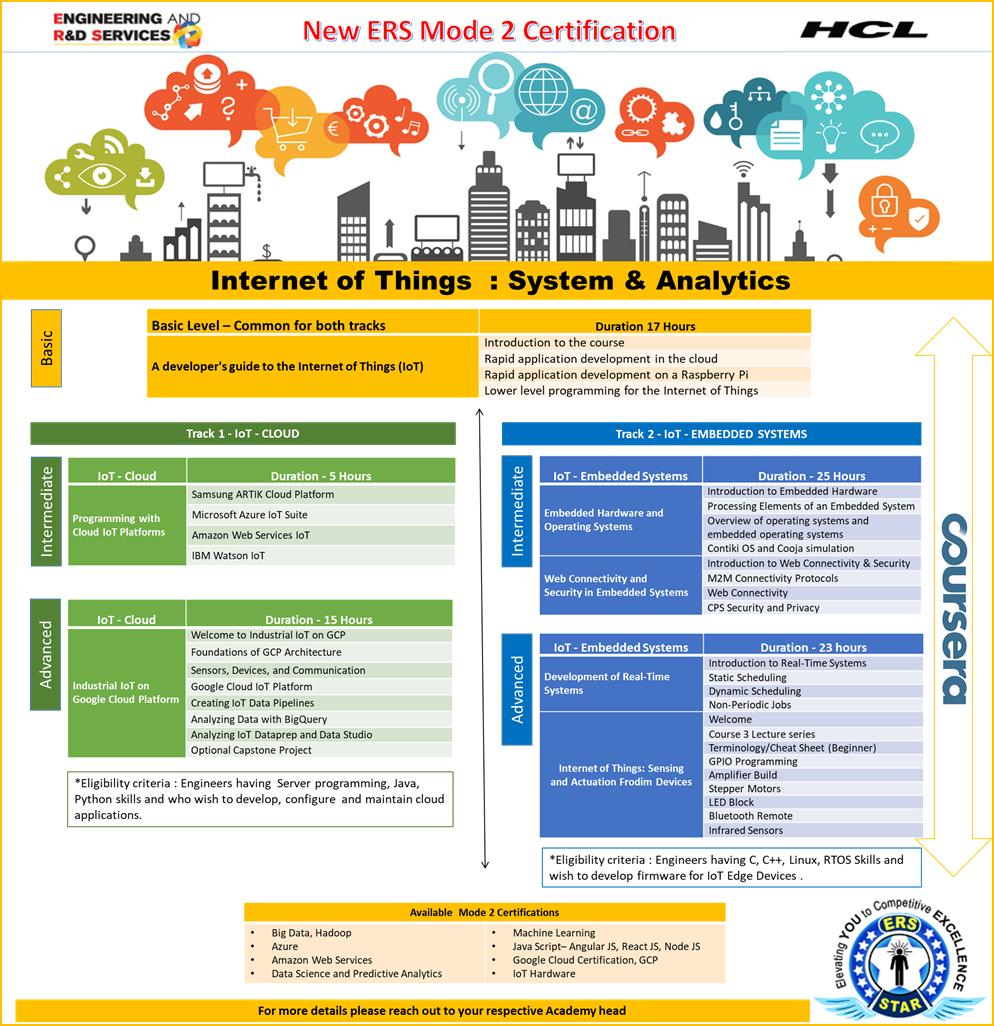 ENGINEERING AND
R&D SERVICES
New ERS Mode 2 Certification
HCL
Internet of Things : System & Analytics
Basic
Basic Level – Common for both tracks
Duration 17 Hours
A developer's guide to the Internet of Things (IoT)
Introduction to the course
Rapid application development in the cloud
Rapid application development on a Raspberry Pi
Lower level programming for the Internet of Things
Track 1 - IoT - CLOUD
Intermediate
IoT - Cloud
Duration - 5 Hours
Programming with
Cloud IoT Platforms
Samsung ARTIK Cloud Platform
Microsoft Azure IoT Suite
Amazon Web Services IoT
IBM Watson IoT
Advanced
IoT - Cloud
Duration - 15 Hours
Industrial IoT on
Google Cloud Platform
Welcome to Industrial IoT on GCP
Foundations of GCP Architecture
Sensors, Devices, and Communication
Google Cloud IoT Platform
Creating IoT Data Pipelines
Analyzing Data with BigQuery
Analyzing IoT Dataprep and Data Studio
Optional Capstone Project
*Eligibility criteria : Engineers having Server programming, Java,
Python skills and who wish to develop, configure and maintain cloud
applications.
Track 2 - IoT - EMBEDDED SYSTEMS
Intermediate
IoT - Embedded Systems
Duration - 25 Hours
Embedded Hardware and
Operating Systems
Introduction to Embedded Hardware
Processing Elements of an Embedded System
Overview of operating systems and
embedded operating systems
Contiki OS and Cooja simulation
Web Connectivity and
Security in Embedded Systems
Introduction to Web Connectivity & Security
M2M Connectivity Protocols
Web Connectivity
CPS Security and Privacy
Advanced
IoT - Embedded Systems
Duration - 23 hours
Development of Real-Time
Systems
Introduction to Real-Time Systems
Static Scheduling
Dynamic Scheduling
Non-Periodic Jobs
Internet of Things: Sensing
and Actuation Frodim Devices
Welcome
Course 3 Lecture series
Terminology/Cheat Sheet (Beginner)
GPIO Programming
Amplifier Build
Stepper Motors
LED Block
Bluetooth Remote
Infrared Sensors
*Eligibility criteria : Engineers having C, C++, Linux, RTOS Skills and
wish to develop firmware for IoT Edge Devices .
coursera
Available Mode 2 Certifications
• Big Data, Hadoop
• Azure
• Amazon Web Services
• Data Science and Predictive Analytics
• Machine Learning
• Java Script– Angular JS, React JS, Node JS
• Google Cloud Certification, GCP
• IoT Hardware
Elevating YOU to Competitive EXCELLENCE
ERS
STAR
For more details please reach out to your respective Academy head